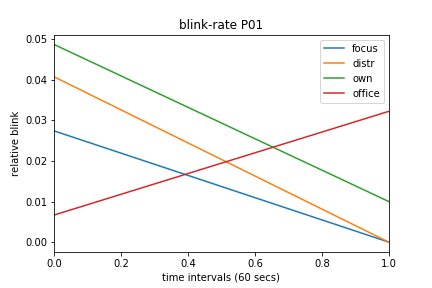 blink-rate P01
0.05
0.04
0.03
0.02
0.01
0.00
relative blink
focus
distr
own
office
0.0 0.2 0.4 0.6 0.8 1.0
time intervals (60 secs)